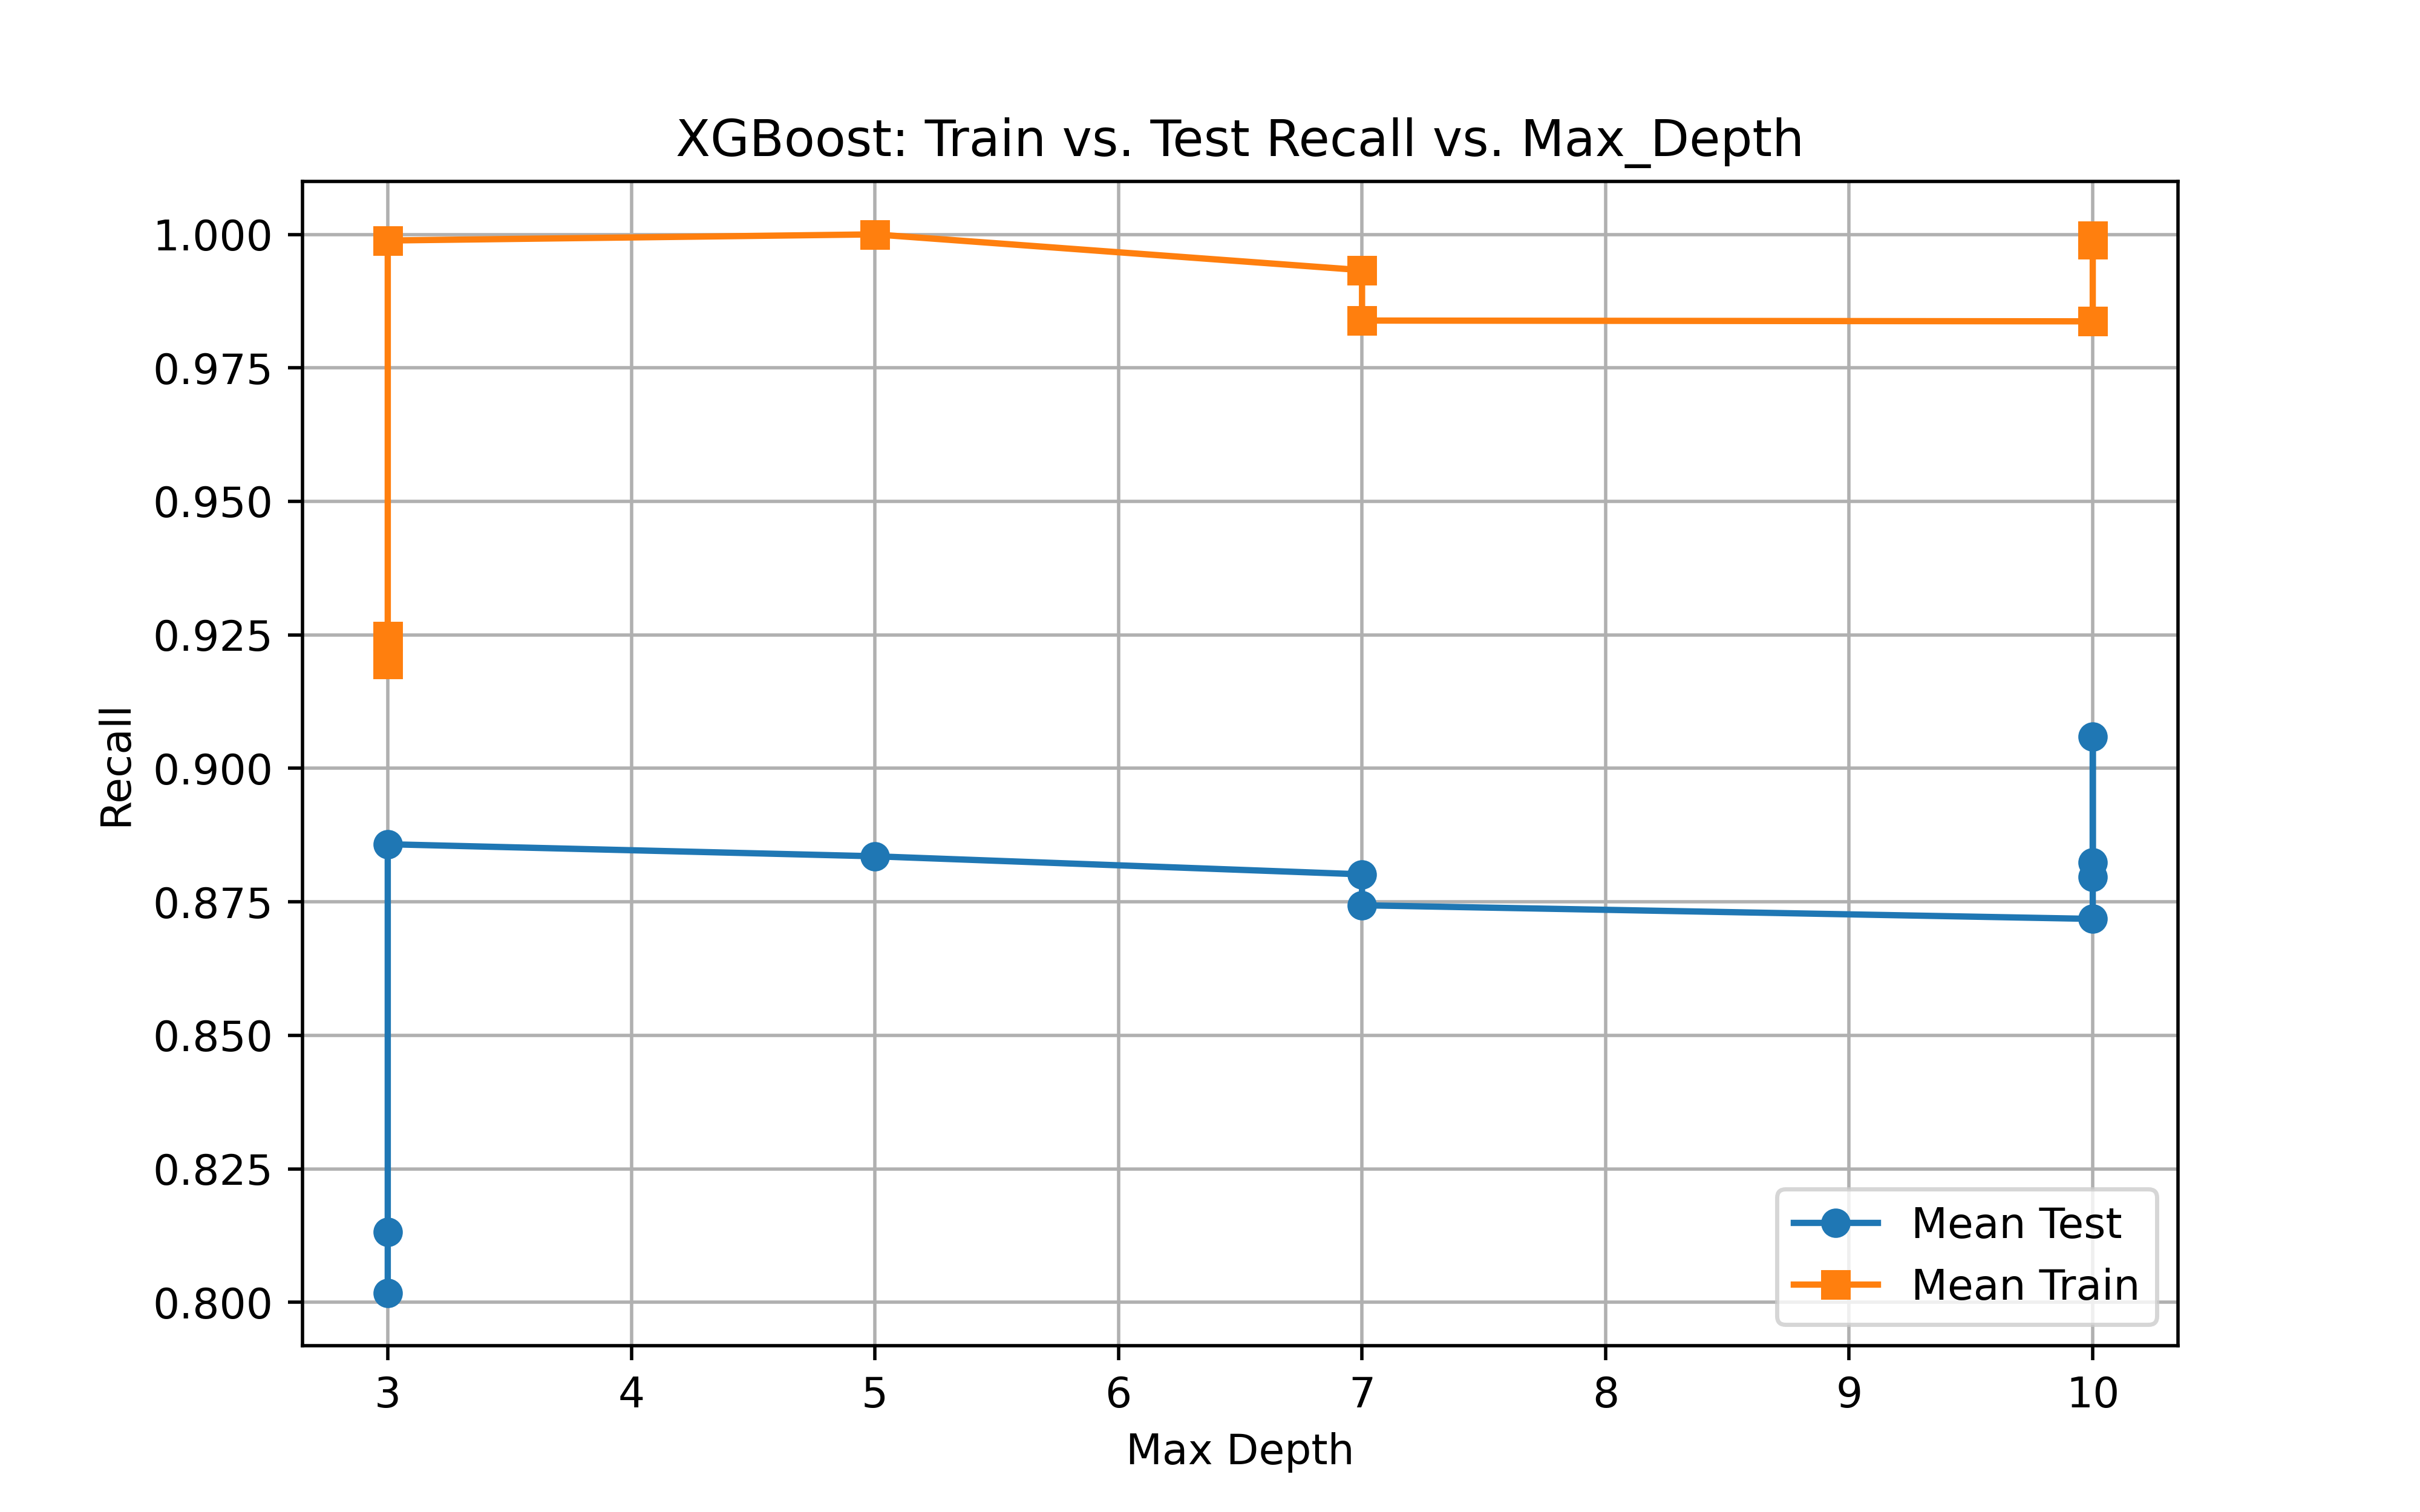 XGBoost: Train vs. Test Recall vs. Max_Depth
1.000
0.975
0.950
0.925
0.900
0.875
0.850
0.825
0.800
Recall
Mean Test
Mean Train
3 4 5 6 7 8 9 10
Max Depth